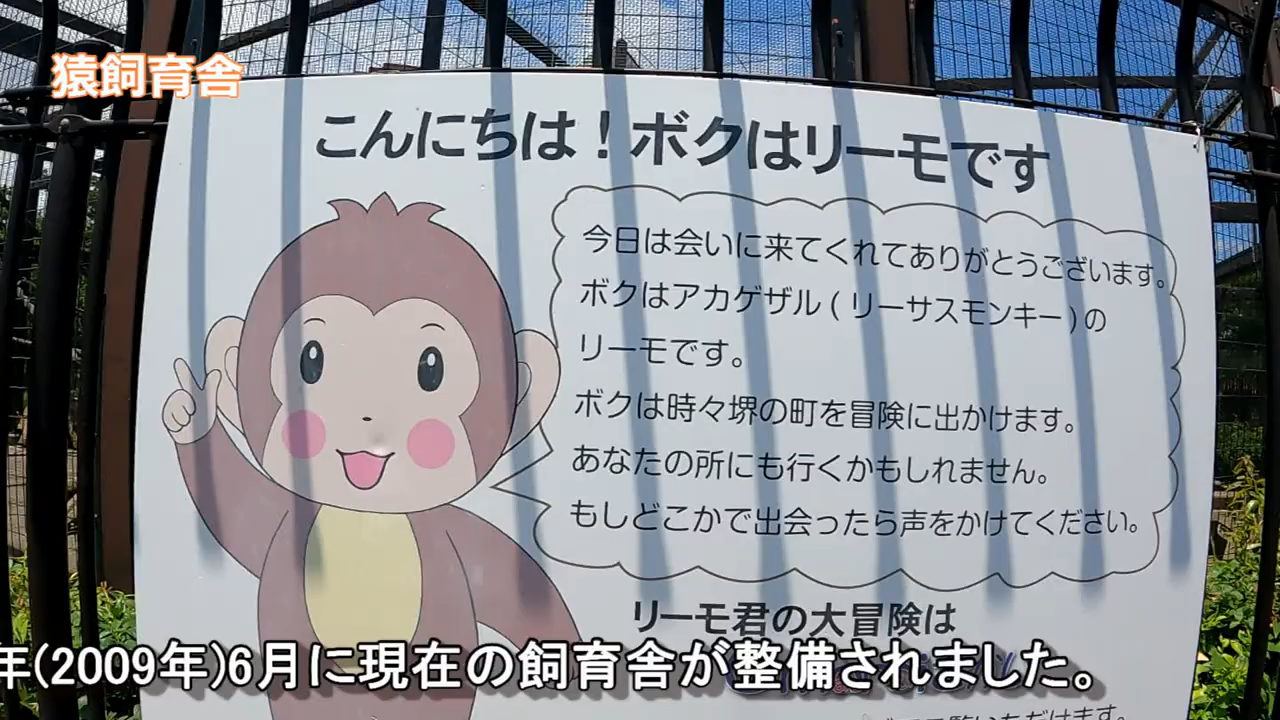 猿飼育舎
こんにちは！ボクはリーモです
今日は会いに来てくれてありがとうございます。
ボクはアカゲザル(リーサスモンキー)の
リーモです。
ボクは時々堺の町を冒険に出かけます。
あなたの所にも行くかもしれません。
もしどこかで出会ったら声をかけてください。
リーモ君の大冒険は
年(2009年)6月に現在の飼育舎が整備されました。